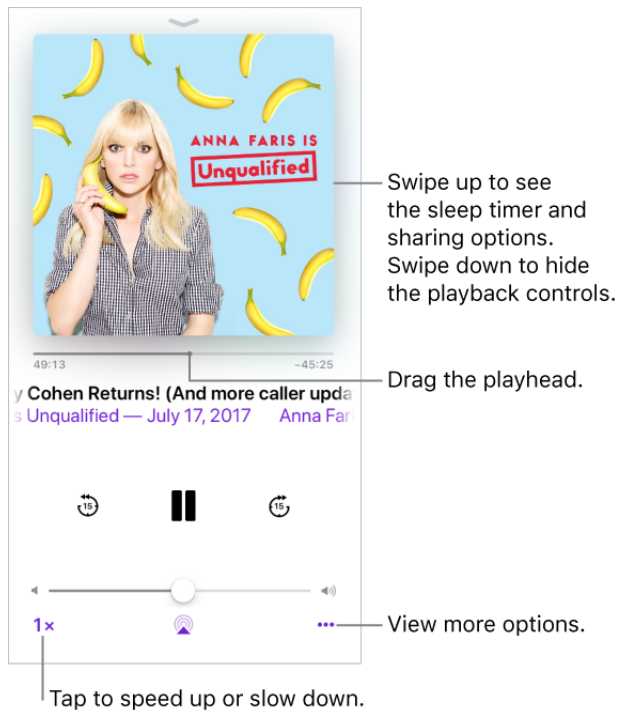 ANNA FARIS IS
Unqualified
Swipe up to see
the sleep timer and
sharing options.
Swipe down to hide
the playback controls.
49:13
–45:25
Drag the playhead.
y Cohen Returns! (And more caller upda
s Unqualified — July 17, 2017 Anna Fari
15
15
1×
View more options.
Tap to speed up or slow down.